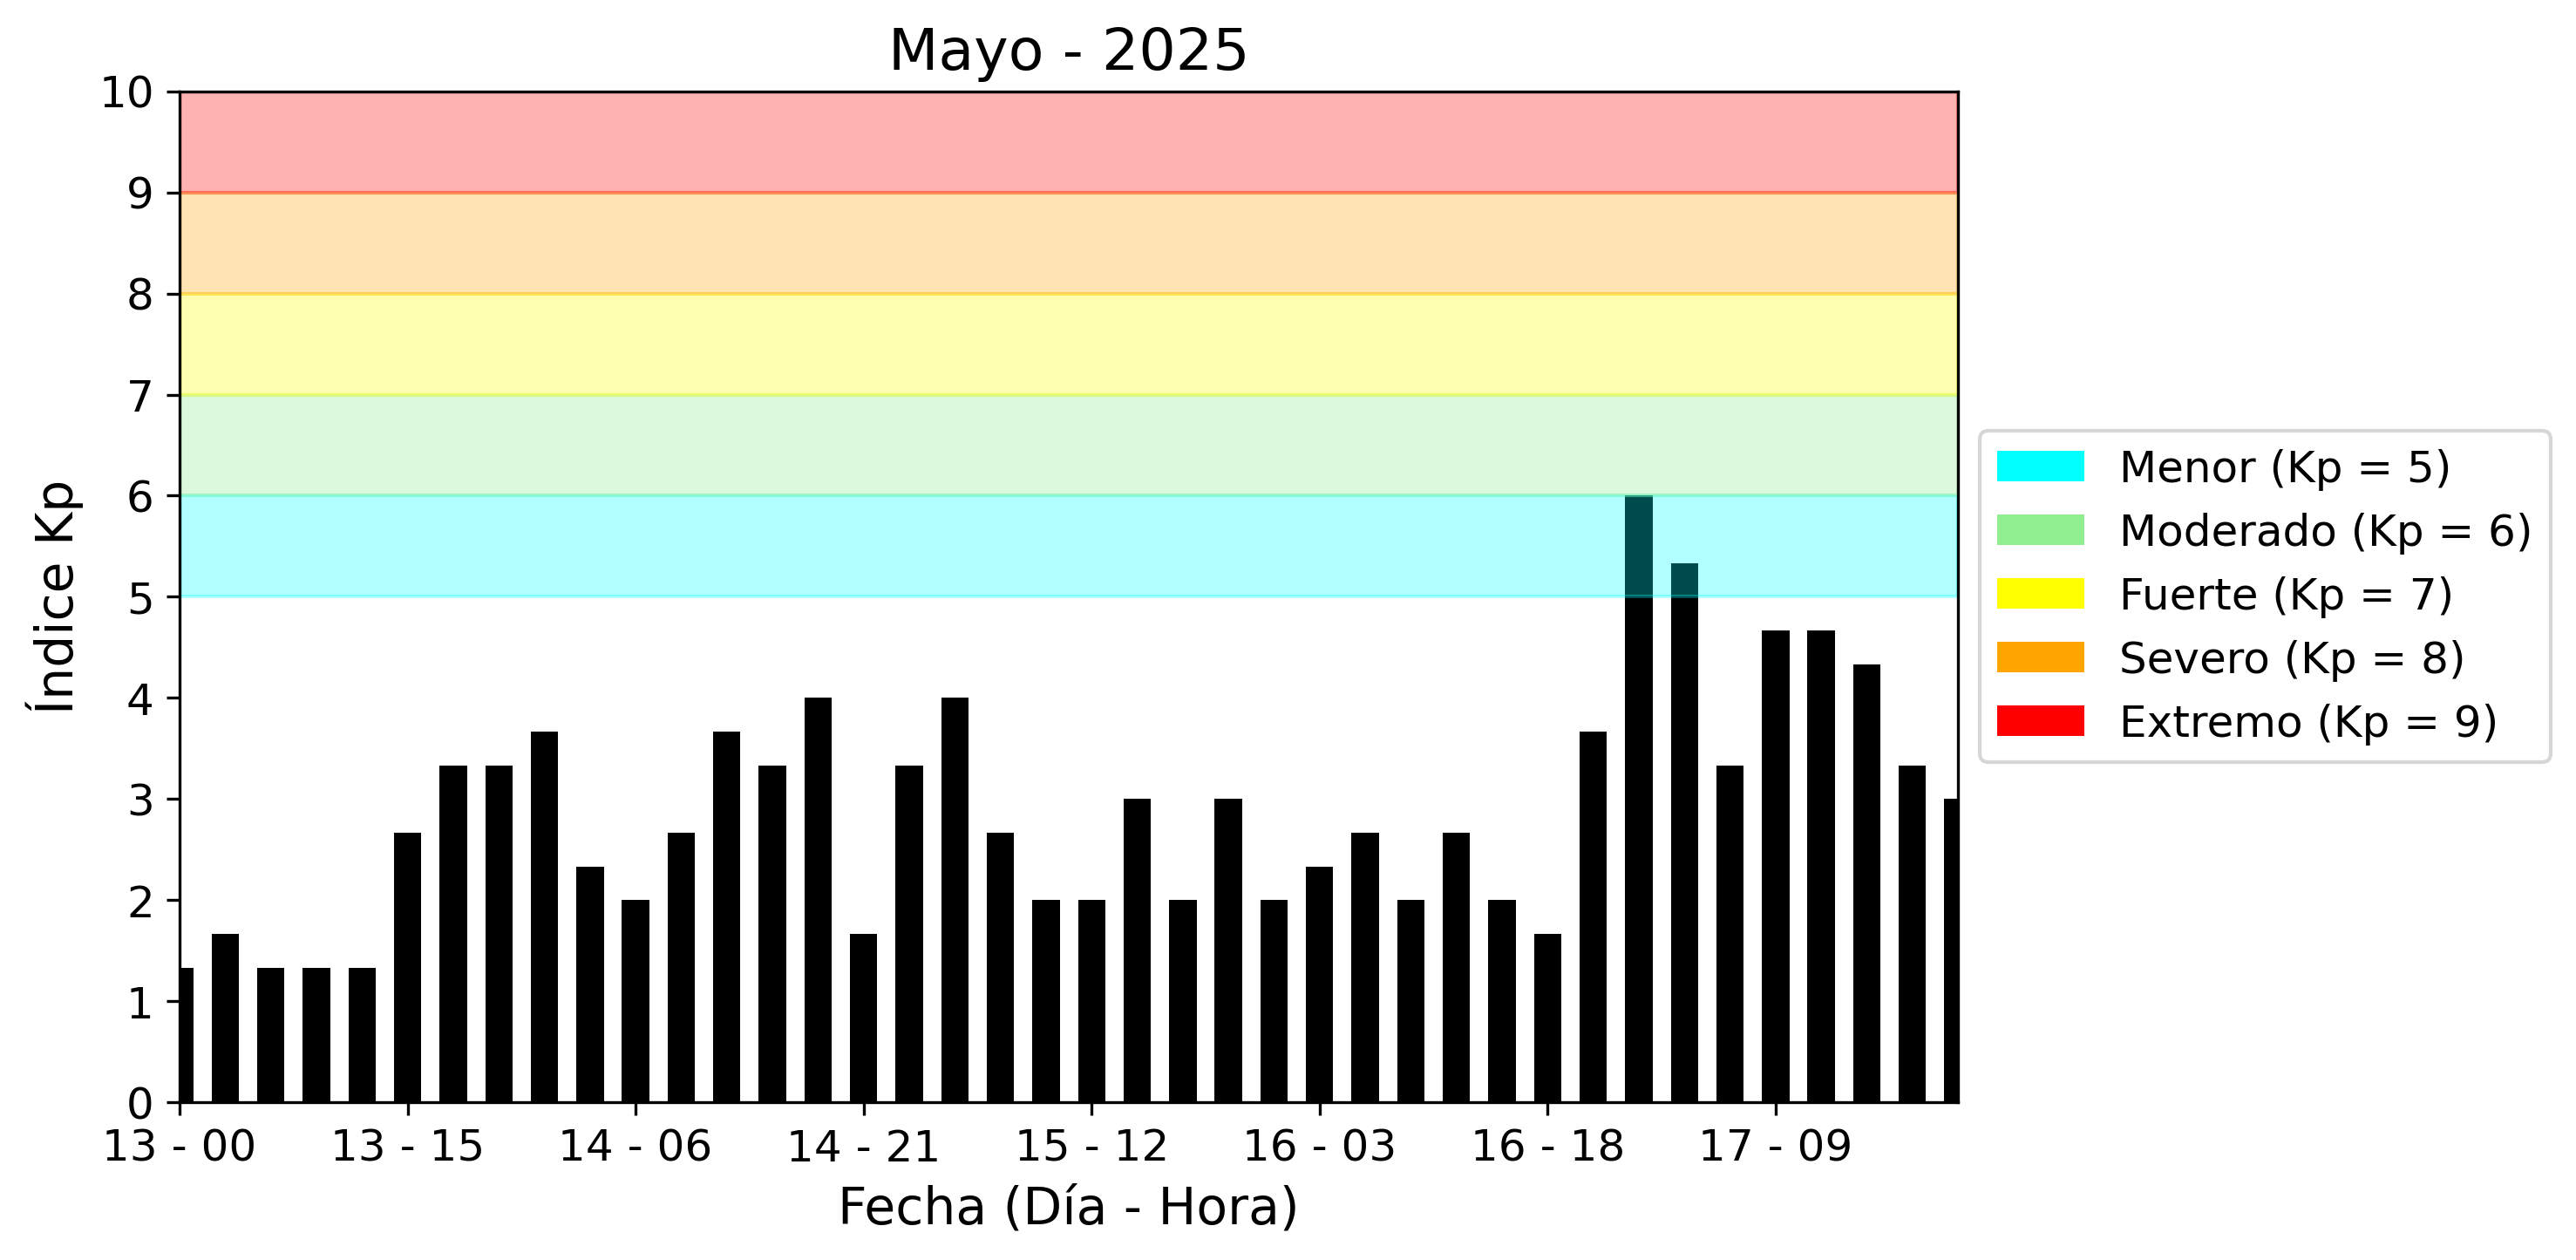 Mayo - 2025
10
9
8
7
6
5
4
3
2
1
0
Índice Kp
13 - 00
13 - 15
14 - 06
14 - 21
15 - 12
16 - 03
16 - 18
17 - 09
Fecha (Día - Hora)
Menor (Kp = 5)
Moderado (Kp = 6)
Fuerte (Kp = 7)
Severo (Kp = 8)
Extremo (Kp = 9)